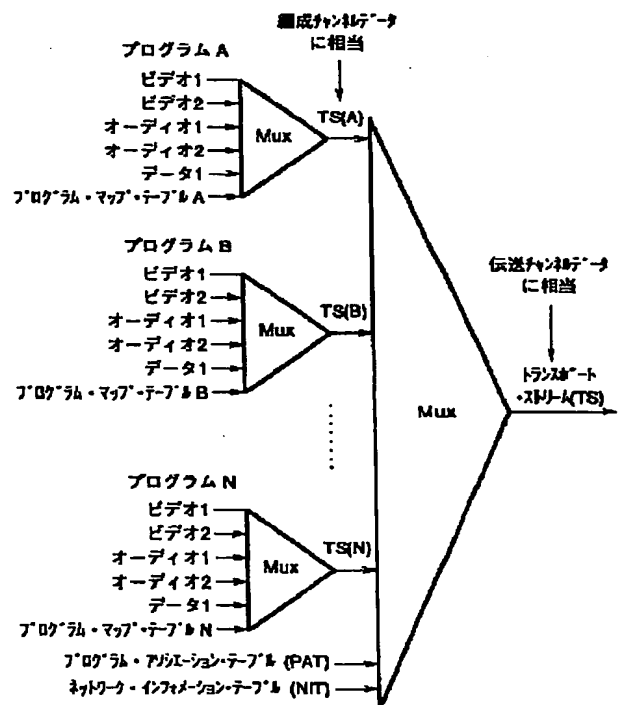 編成チャンネルデータ
に相当
プログラム A
ビデオ1
ビデオ2
オーディオ1
オーディオ2
データ1
プログラム・マップ・テーブル A
Mux
TS(A)
プログラム B
ビデオ1
ビデオ2
オーディオ1
オーディオ2
データ1
プログラム・マップ・テーブル B
Mux
TS(B)
プログラム N
ビデオ1
ビデオ2
オーディオ1
オーディオ2
データ1
プログラム・マップ・テーブル N
Mux
TS(N)
プログラム・アソシエーション・テーブル (PAT)
ネットワーク・インフォメーション・テーブル (NIT)
Mux
伝送チャンネルデータ
に相当
トランスポート
・ストリーム(TS)